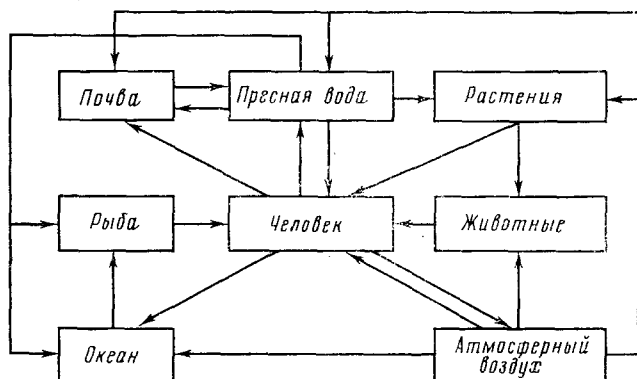 Почва
Пресная вода
Растения
Рыба
Человек
Животные
Океан
Атмосферный
воздух